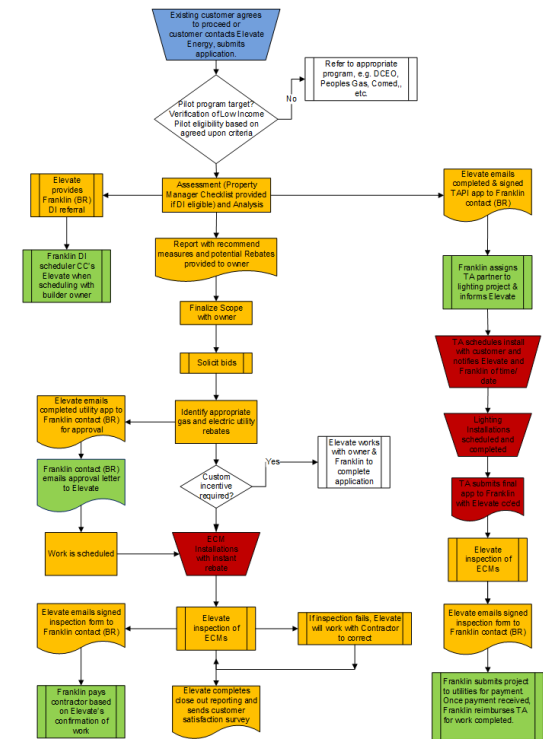 Existing customer agrees
to proceed or
customer contacts Elevate
Energy, submits
application.
Refer to appropriate
program, e.g. DCEO,
Peoples Gas, Comed,,
etc.
No
Pilot program target?
Verification of Low Income
Pilot eligibility based on
agreed upon criteria
Elevate
provides
Franklin (BR)
DI referral
Assessment (Property
Manager Checklist provided
if DI eligible) and Analysis
Elevate emails
completed & signed
TAPI app to Franklin
contact (BR)
Franklin DI
scheduler CC's
Elevate when
scheduling with
builder owner
Report with recommend
measures and potential Rebates
provided to owner
Franklin assigns
TA partner to
lighting project &
informs Elevate
Finalize Scope
with owner
TA schedules install
with customer and
notifies Elevate and
Franklin of time/
date
Solicit bids
Elevate emails
completed utility app to
Franklin contact (BR)
for approval
Identify appropriate
gas and electric utility
rebates
Lighting
installations
scheduled and
completed
Franklin contact (BR)
emails approval letter
to Elevate
Custom
incentive
required?
Yes
Elevate works
with owner &
Franklin to
complete
application
TA submits final
app to Franklin
with Elevate cc'ed
Work is scheduled
ECM
Installations
with instant
rebate
Elevate
inspection of
ECMs
Elevate emails signed
inspection form to
Franklin contact (BR)
Elevate
inspection of
ECMs
If inspection fails, Elevate
will work with Contractor
to correct
Elevate emails signed
inspection form to
Franklin contact (BR)
Franklin pays
contractor based
on Elevate's
confirmation of
work
Elevate completes
close out reporting and
sends customer
satisfaction survey
Franklin submits project
to utilities for payment.
Once payment received,
Franklin reimburses TA
for work completed.